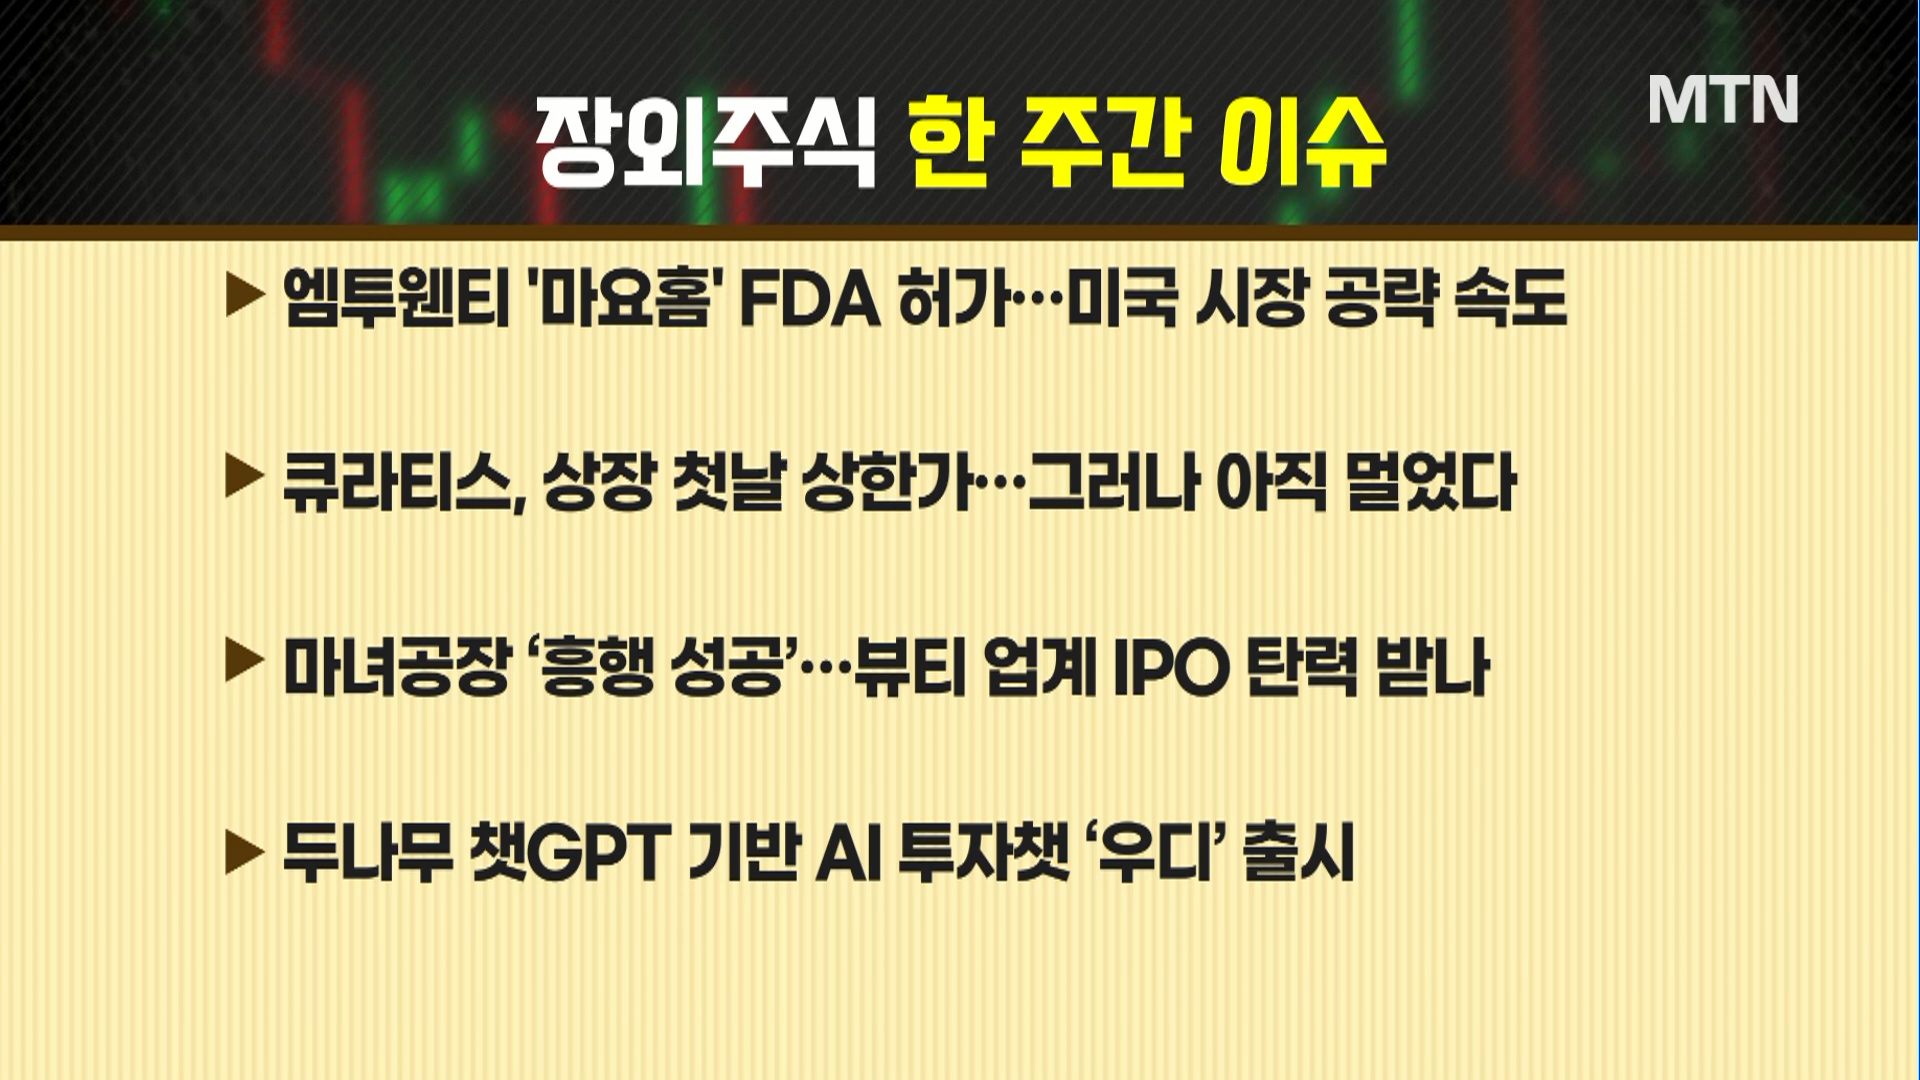 MTN
장외주식 한 주간 이슈
▶ 엠투웬티 '마요홈' FDA 허가…미국 시장 공략 속도
▶ 큐라티스, 상장 첫날 상한가…그러나 아직 멀었다
▶ 마녀공장 ‘흥행 성공’…뷰티 업계 IPO 탄력 받나
▶ 두나무 챗GPT 기반 AI 투자챗 ‘우디’ 출시